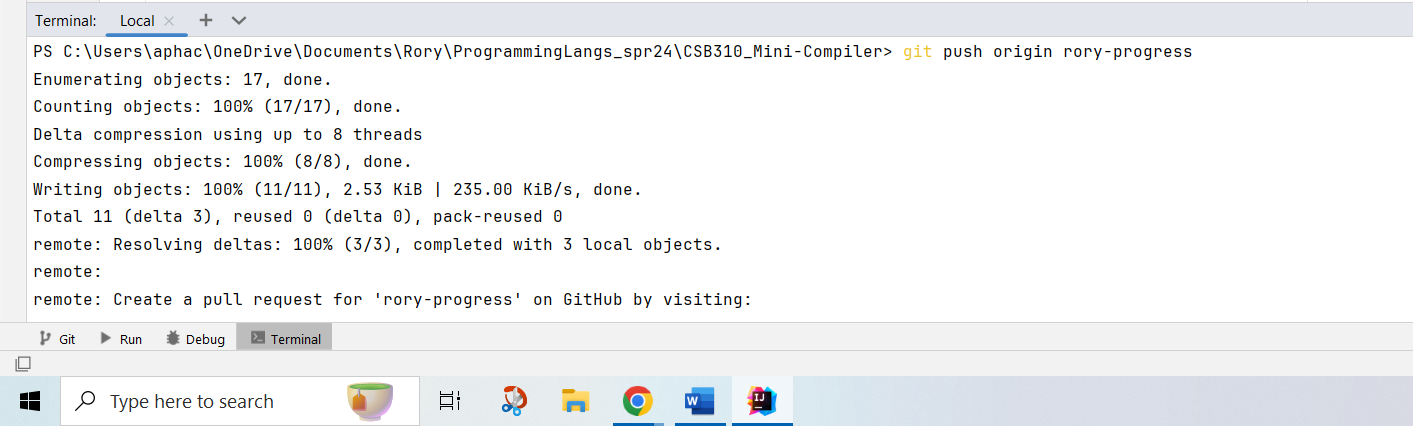 Terminal: Local × + 
PS C:\Users\aphac\OneDrive\Documents\Rory\ProgrammingLangs_spr24\CSB310_Mini-Compiler> git push origin rory-progress
Enumerating objects: 17, done.
Counting objects: 100% (17/17), done.
Delta compression using up to 8 threads
Compressing objects: 100% (8/8), done.
Writing objects: 100% (11/11), 2.53 KiB | 235.00 KiB/s, done.
Total 11 (delta 3), reused 0 (delta 0), pack-reused 0
remote: Resolving deltas: 100% (3/3), completed with 3 local objects.
remote:
remote: Create a pull request for 'rory-progress' on GitHub by visiting:
Git Run Debug Terminal
Type here to search W IJ